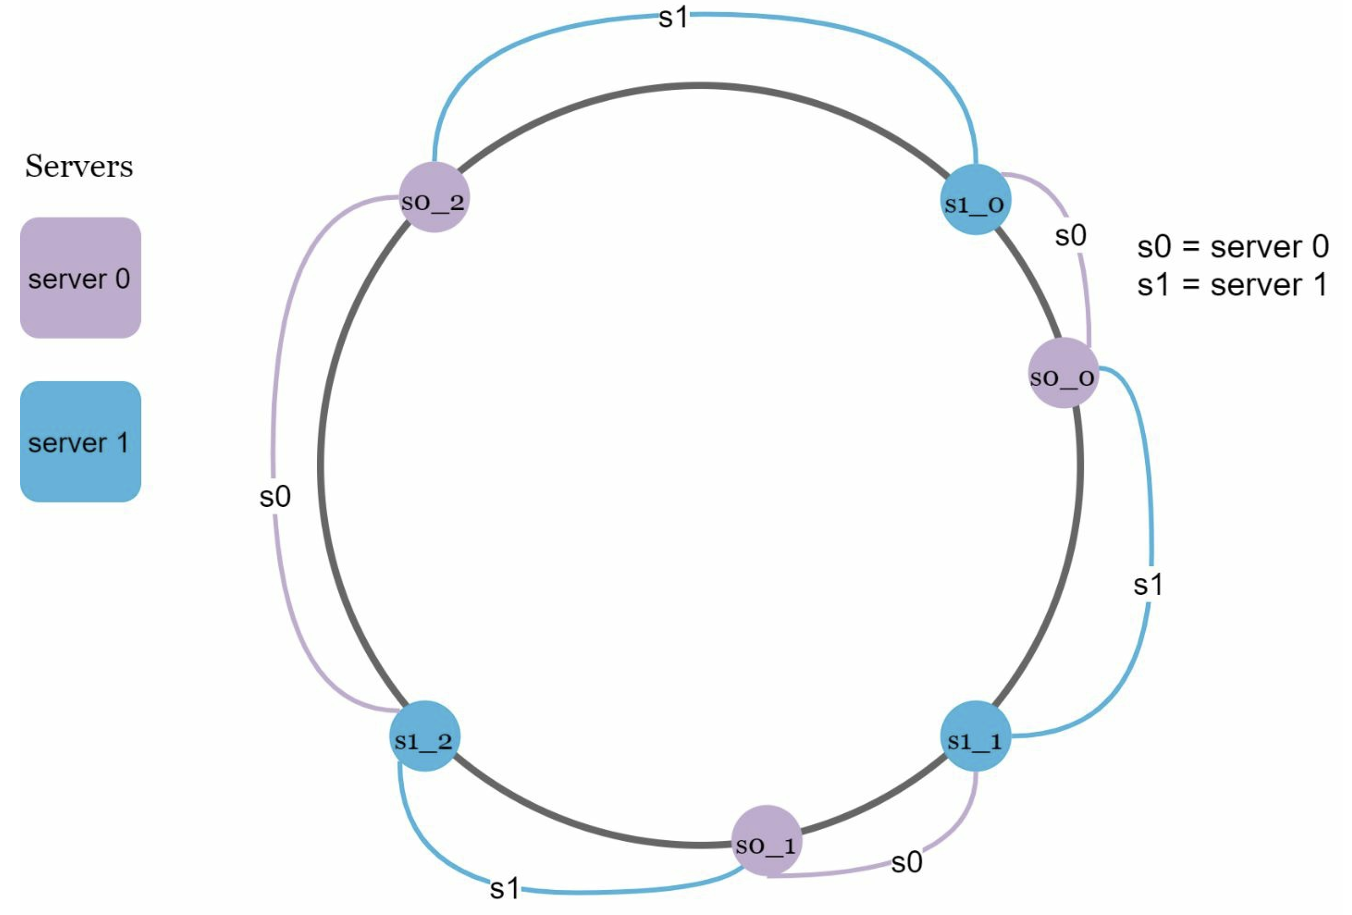 s1
Servers
s0_2
s1_0
s0
s0 = server 0
s1 = server 1
server 0
s0_0
server 1
s0
s1
s1_2
s1_1
s0_1
s0
s1